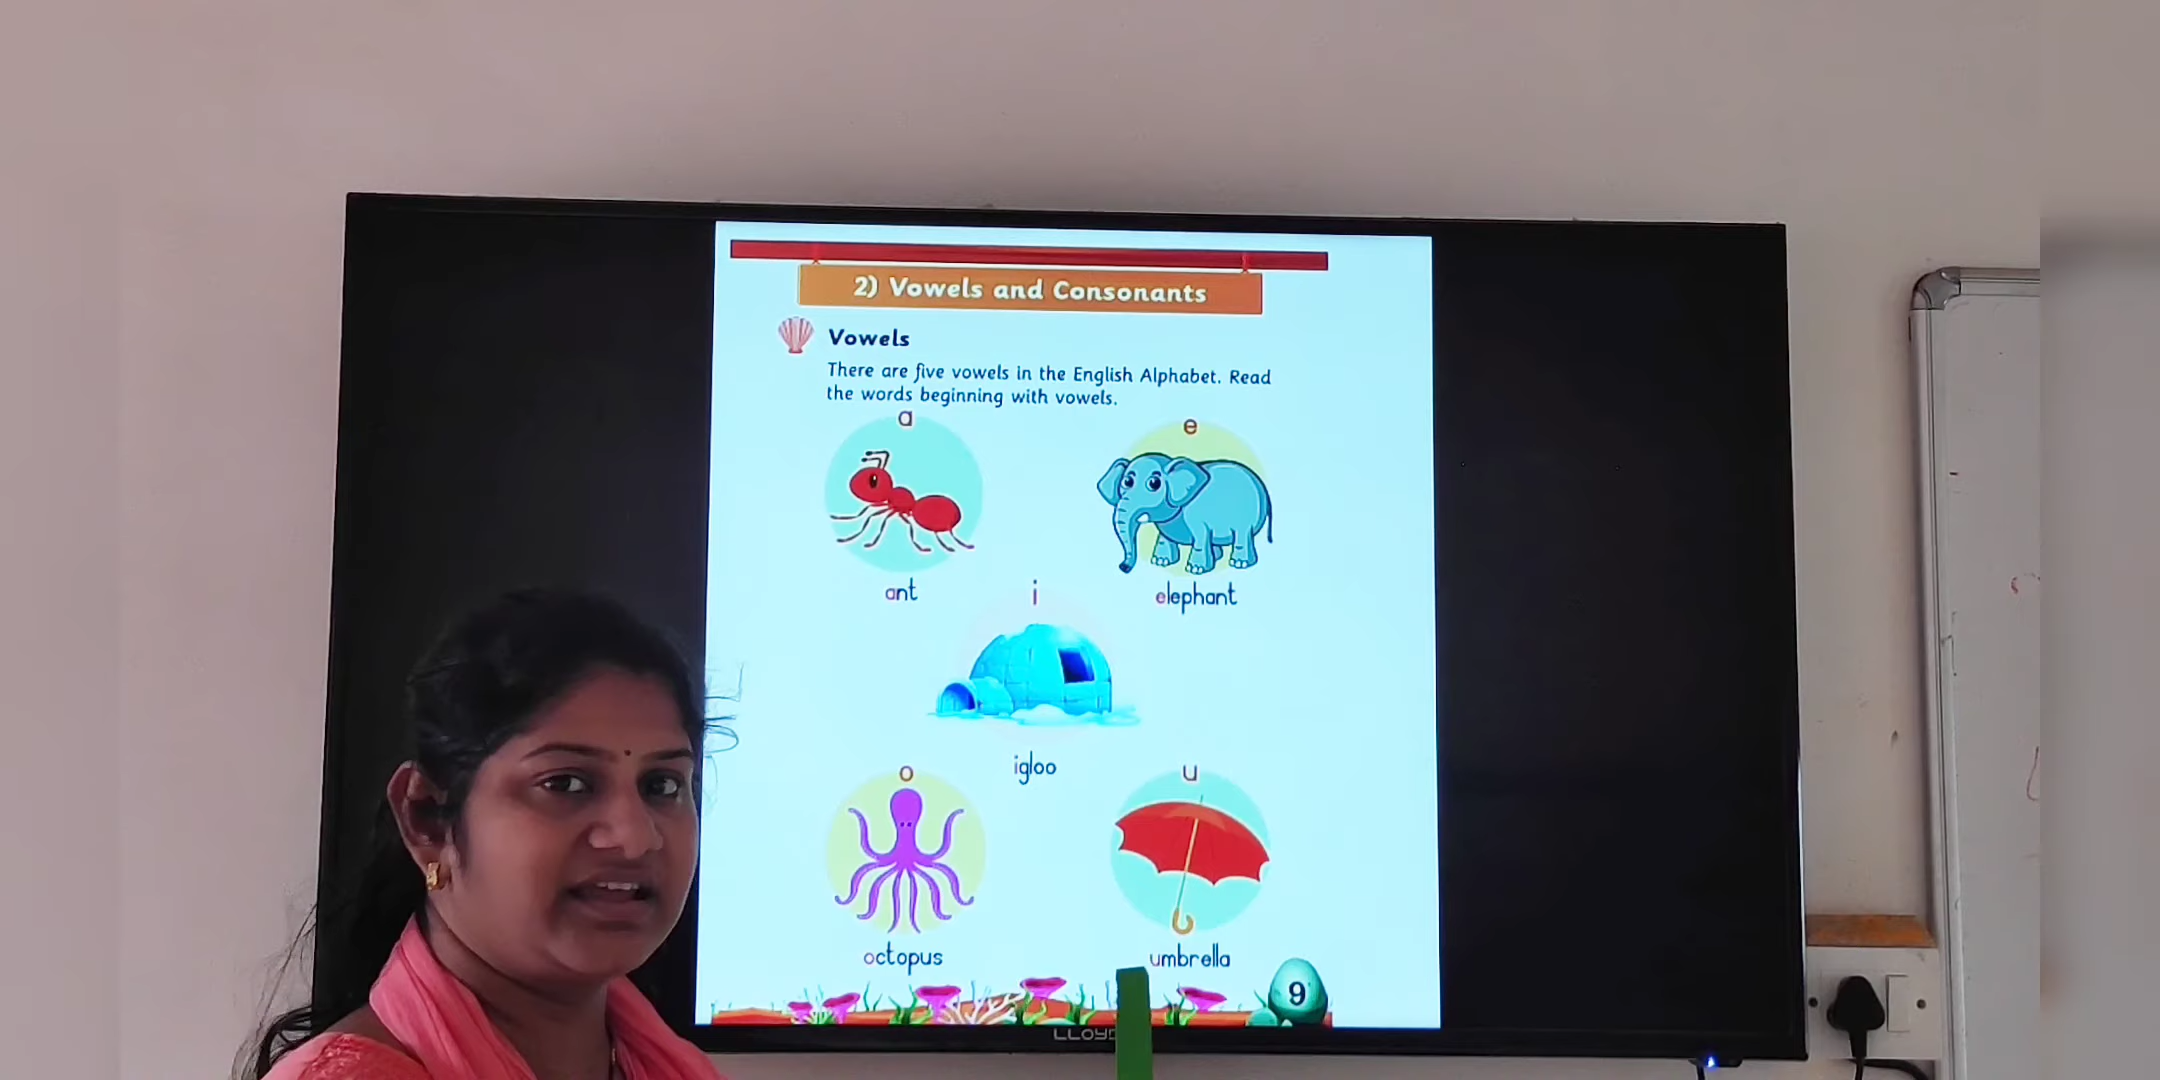 2) Vowels and Consonants
Vowels
There are five vowels in the English Alphabet. Read
the words beginning with vowels.
a
e
ant
elephant
i
igloo
o
u
octopus
umbrella
9